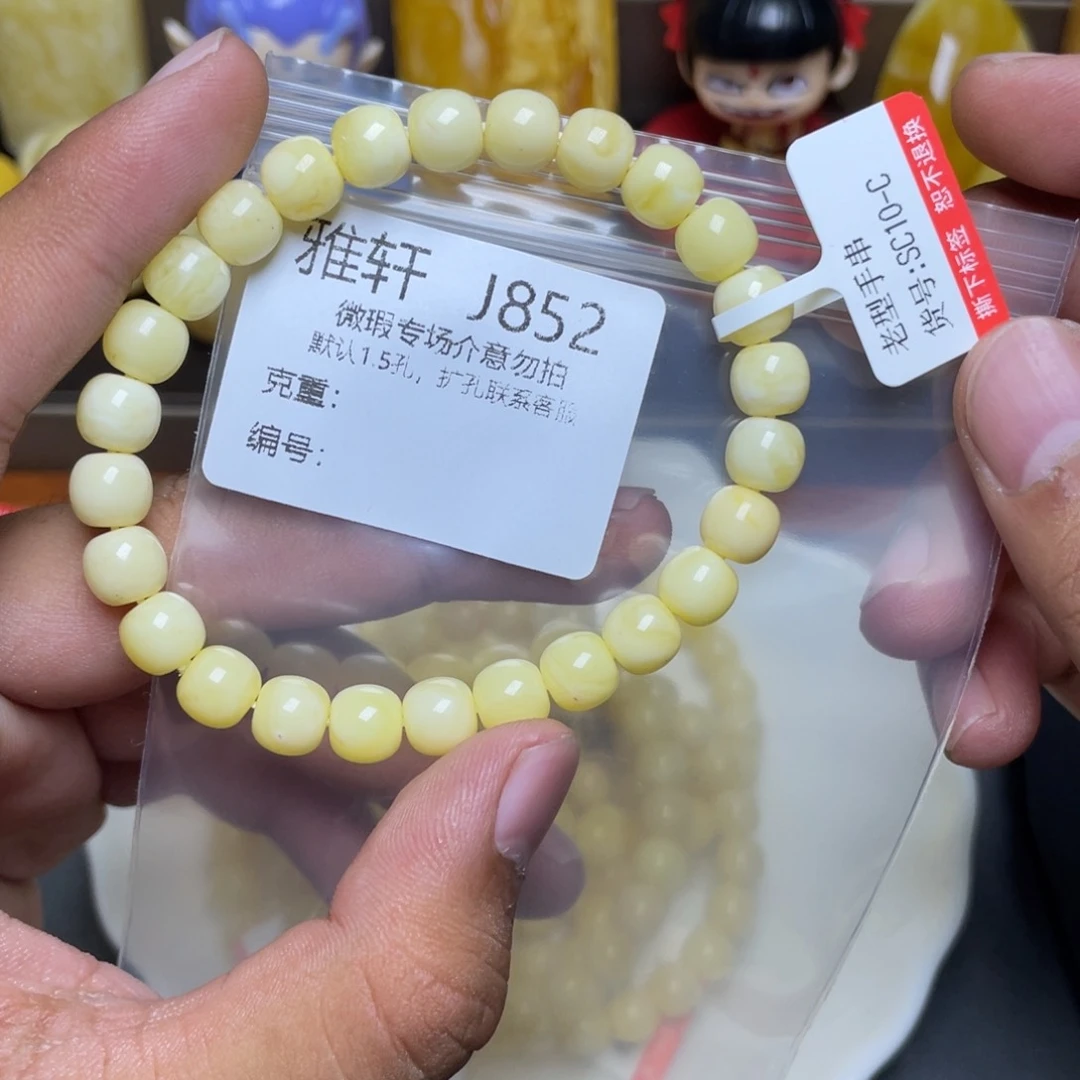 雅轩 J852
微瑕专场介意勿拍
默认1.5孔，扩孔联系客服
克重：
编号：
老型手串
货号：SC10-C
撕下标签 恕不退换